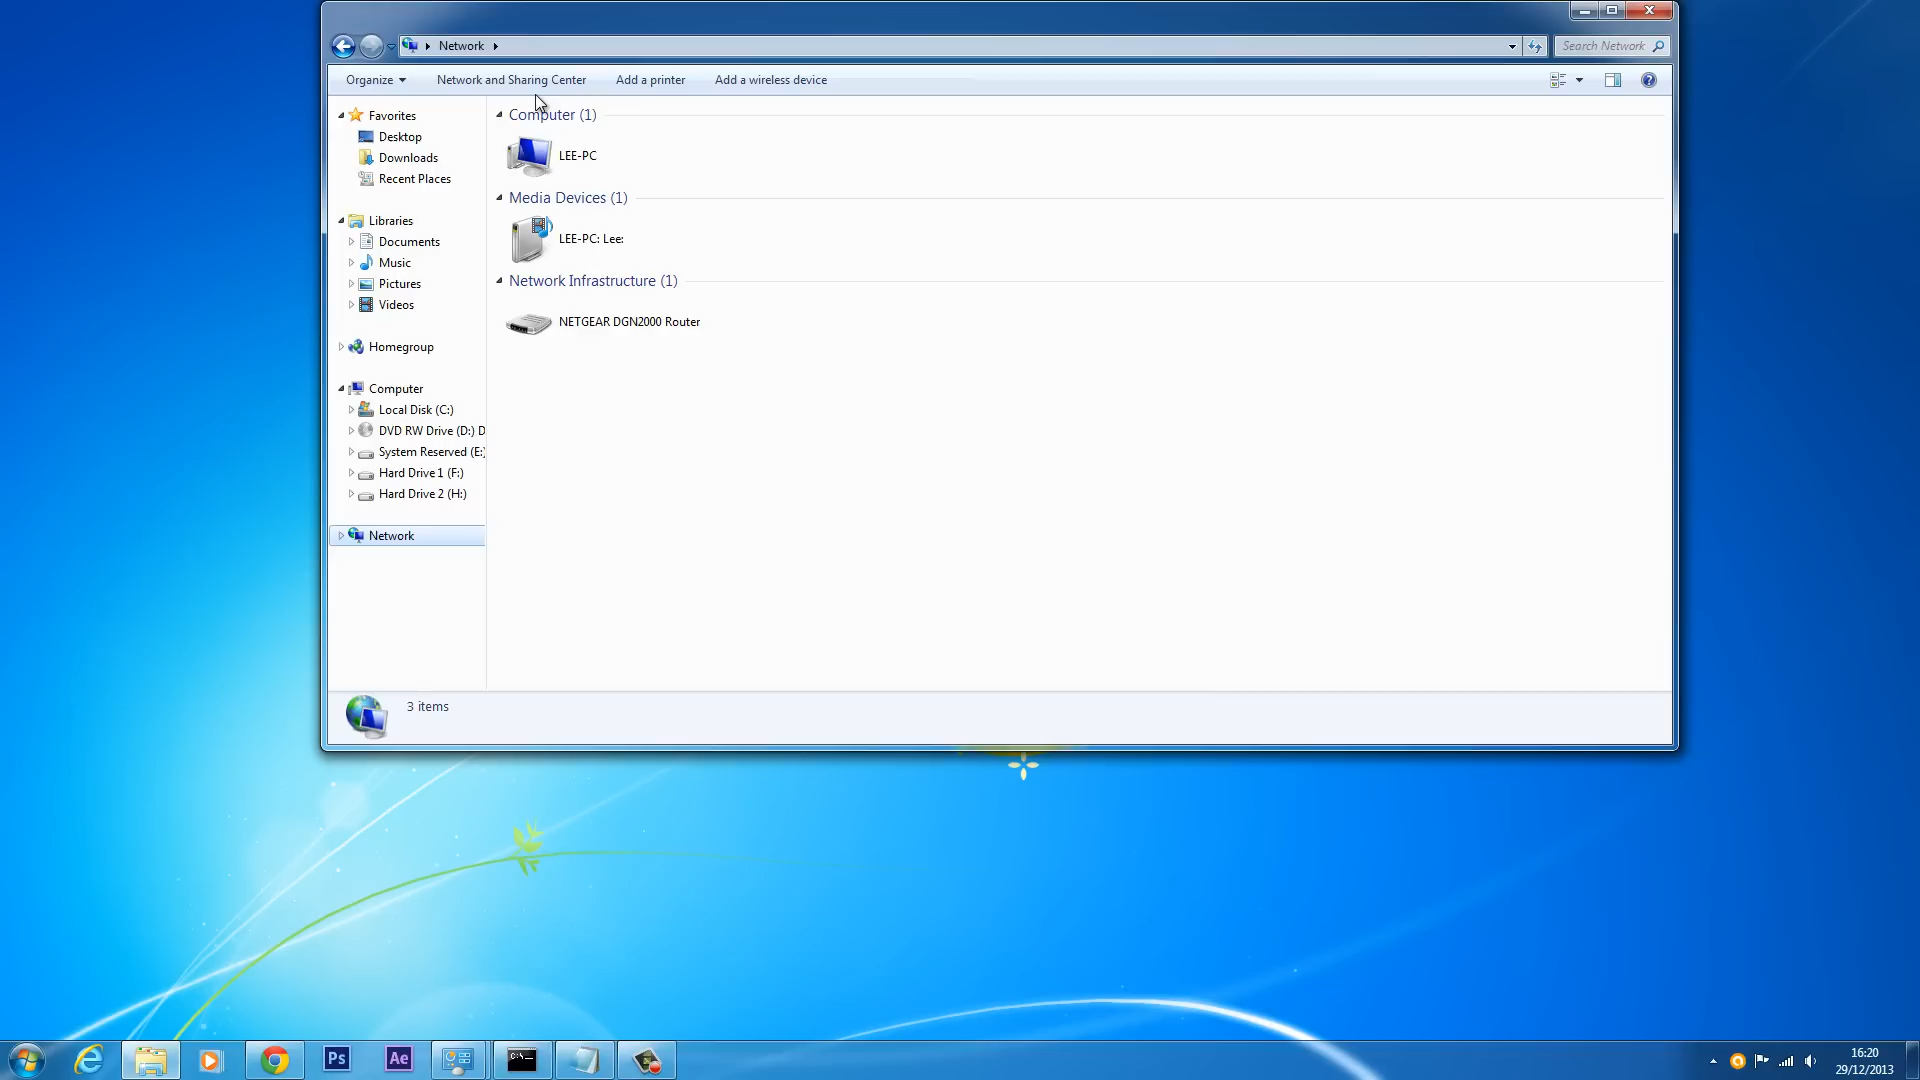 Network
Search Network
Organize
Network and Sharing Center
Add a printer
Add a wireless device
Favorites
Desktop
Downloads
Recent Places
Libraries
Documents
Music
Pictures
Videos
Homegroup
Computer
Local Disk (C:)
DVD RW Drive (D:) D
System Reserved (E:)
Hard Drive 1 (F:)
Hard Drive 2 (H:)
Network
Computer (1)
LEE-PC
Media Devices (1)
LEE-PC: Lee:
Network Infrastructure (1)
NETGEAR DGN2000 Router
3 items
Ps
Ae
C:\_
16:20
29/12/2013